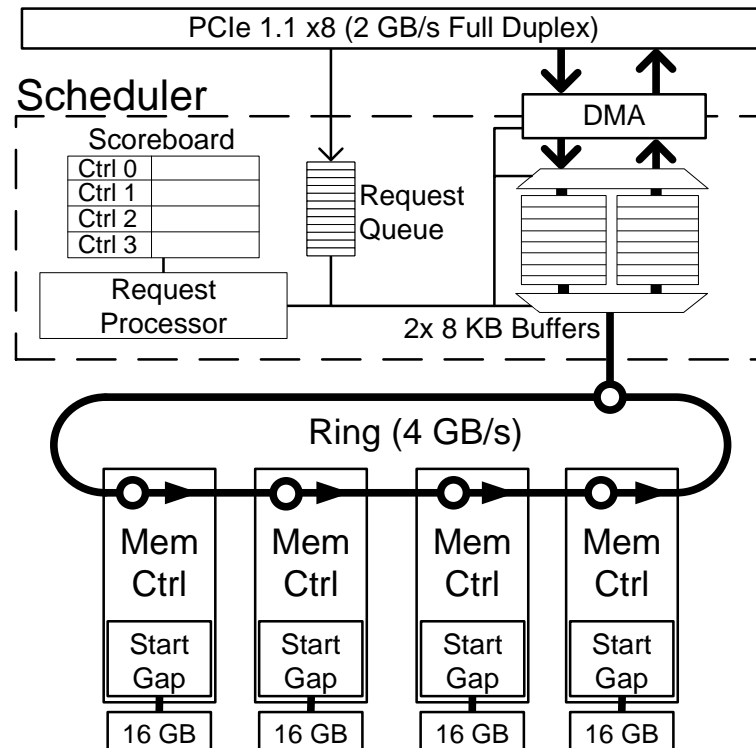 PCIe 1.1 x8 (2 GB/s Full Duplex)
Scheduler
DMA
Scoreboard
Ctrl 0
Ctrl 1
Ctrl 2
Ctrl 3
Request
Queue
Request
Processor
2x 8 KB Buffers
Ring (4 GB/s)
Mem
Ctrl
Mem
Ctrl
Mem
Ctrl
Mem
Ctrl
Start
Gap
Start
Gap
Start
Gap
Start
Gap
16 GB
16 GB
16 GB
16 GB